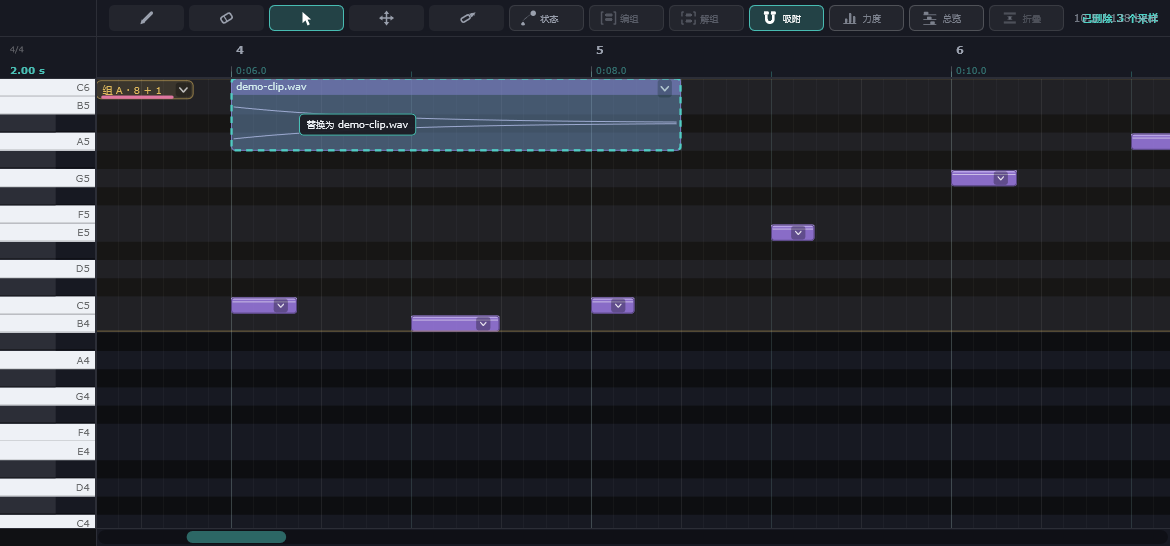 状态 编组 解组 吸附 力度 总览 折叠 已删除 3 个采样
4/4 4 5 6
2.00 s 0:06.0 0:08.0 0:10.0
C6 组 A · 8 + 1 demo-clip.wav
B5
替换为 demo-clip.wav
A5
G5
F5
E5
D5
C5
B4
A4
G4
F4
E4
D4
C4